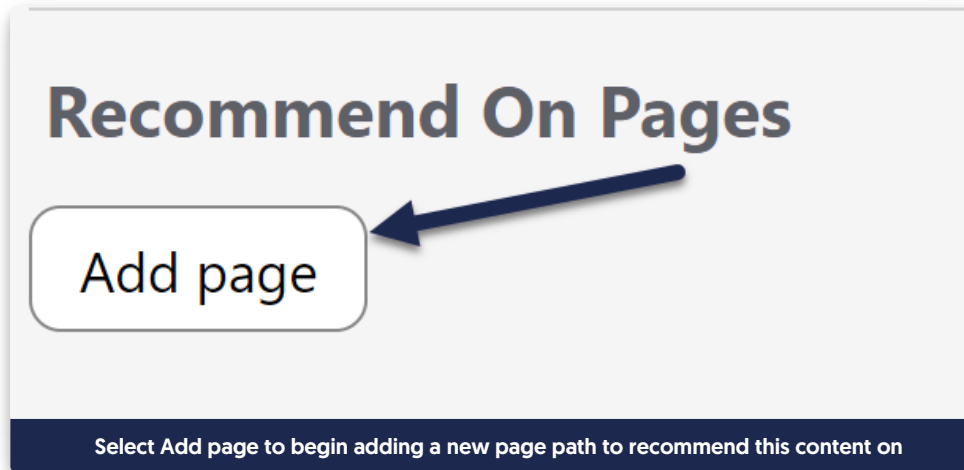 Recommend On Pages
Add page
Select Add page to begin adding a new page path to recommend this content on